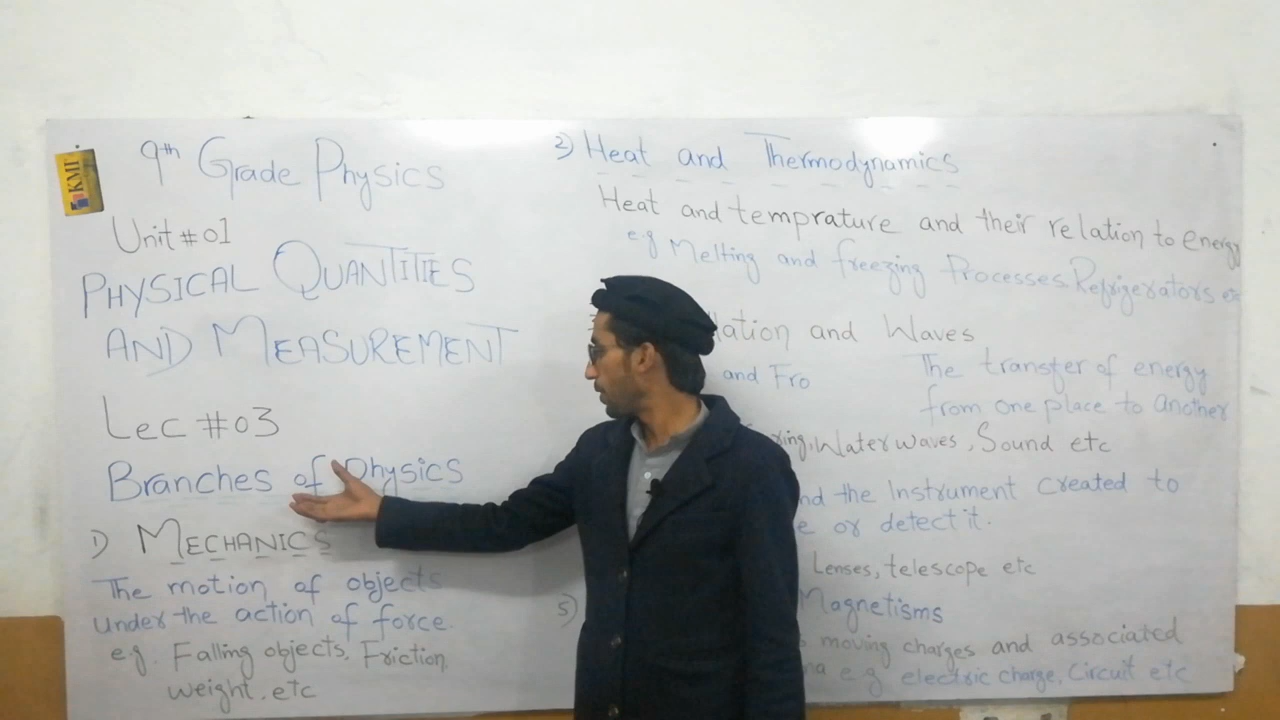 KMI
9th Grade Physics
Unit #01
PHYSICAL QUANTITIES
AND MEASUREMENT
Lec #03
Branches of Physics
1) MECHANICS
The motion of objects
under the action of force.
e.g. Falling objects, Friction,
weight. etc
2) Heat and Thermodynamics
Heat and temprature and their relation to energy
e.g Melting and freezing Processes, Refrigerators
and Waves
and Fro
The transfer of energy
from one place to another
Water waves, Sound etc
the Instrument created to
or detect it.
Lenses, telescope etc
5) Magnetisms
moving charges and associated
e.g electric charge, Circuit etc